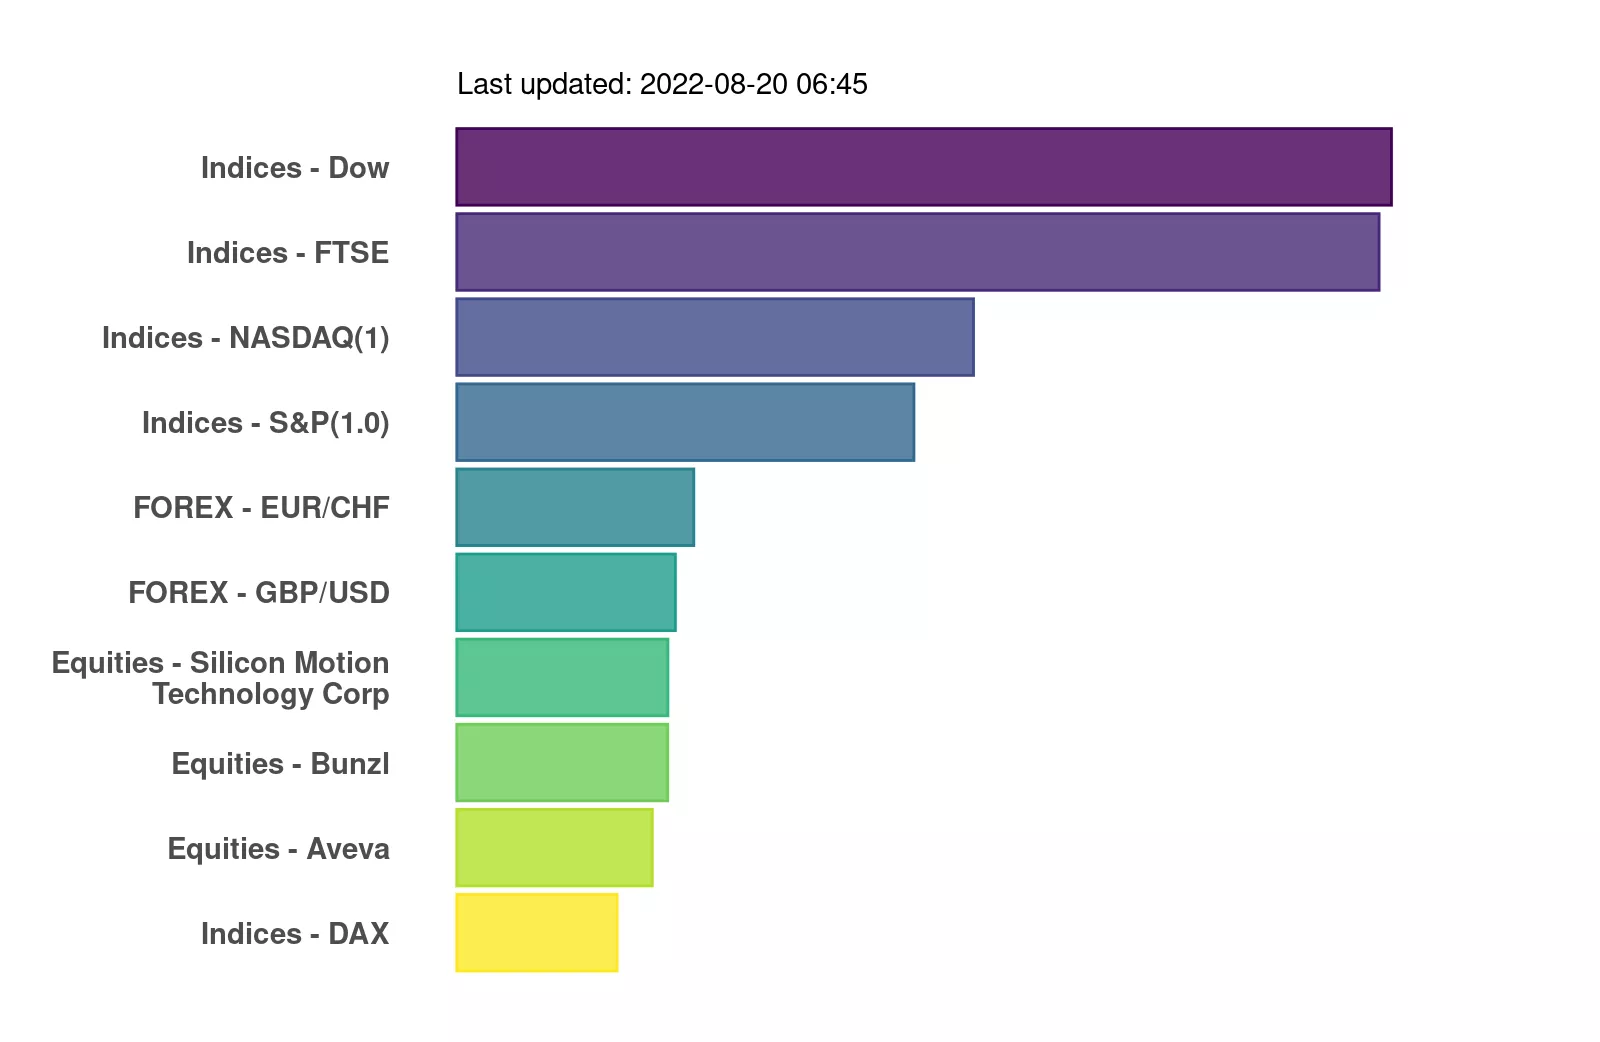 Last updated: 2022-08-20 06:45
Indices - Dow
Indices - FTSE
Indices - NASDAQ(1)
Indices - S&P(1.0)
FOREX - EUR/CHF
FOREX - GBP/USD
Equities - Silicon Motion
Technology Corp
Equities - Bunzl
Equities - Aveva
Indices - DAX